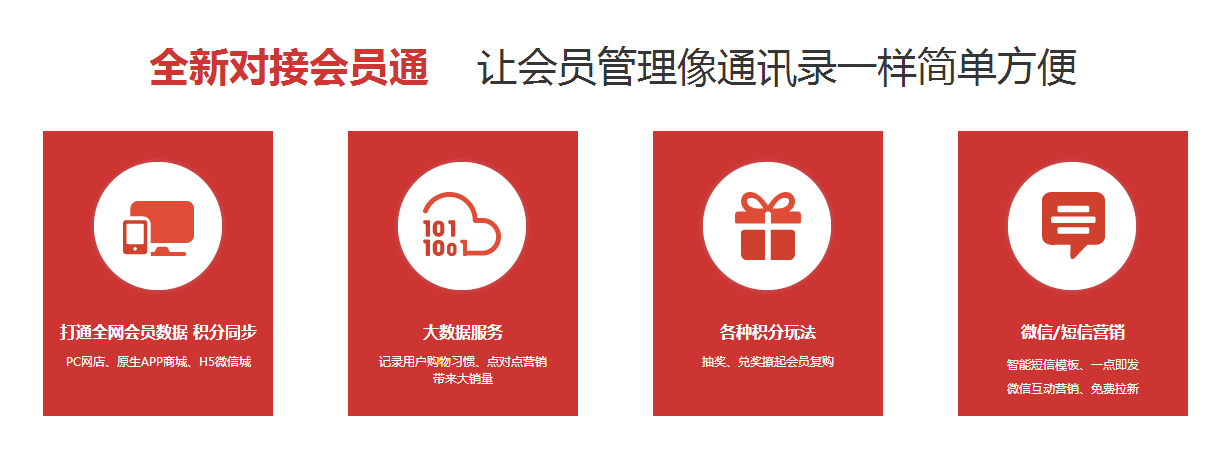 全新对接会员通 让会员管理像通讯录一样简单方便
101
1001
打通全网会员数据 积分同步
PC网店、原生APP商城、H5微信城
大数据服务
记录用户购物习惯、点对点营销
带来大销量
各种积分玩法
抽奖、兑奖撩起会员复购
微信/短信营销
智能短信模板、一点即发
微信互动营销、免费拉新